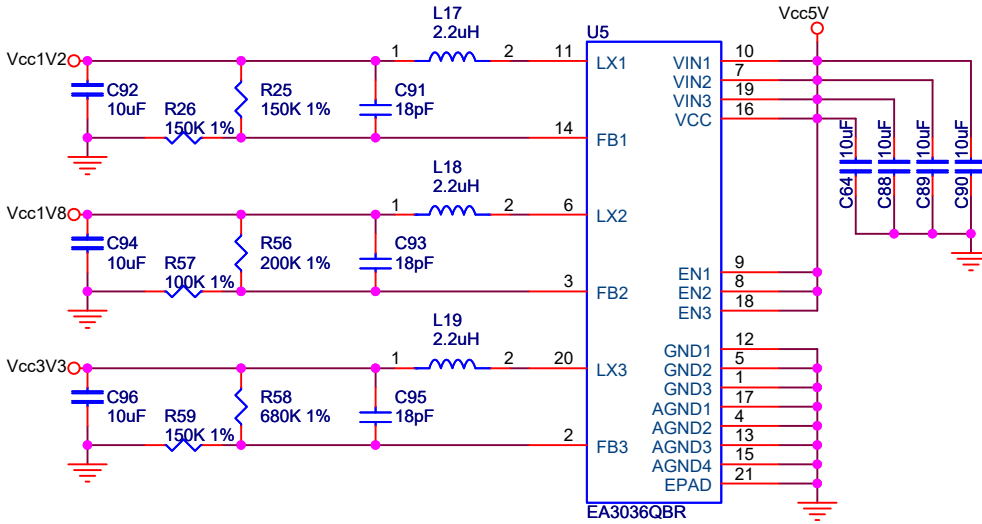 L17
2.2uH
Vcc1V2
1
2
11
C92
10uF
R26
150K 1%
R25
150K 1%
C91
18pF
14
L18
2.2uH
Vcc1V8
1
2
6
C94
10uF
R57
100K 1%
R56
200K 1%
C93
18pF
3
L19
2.2uH
Vcc3V3
1
2
20
C96
10uF
R59
150K 1%
R58
680K 1%
C95
18pF
2
U5
LX1
FB1
LX2
FB2
LX3
FB3
VIN1
VIN2
VIN3
VCC
EN1
EN2
EN3
GND1
GND2
GND3
AGND1
AGND2
AGND3
AGND4
EPAD
EA3036QBR
Vcc5V
10
7
19
16
9
8
18
12
5
1
17
4
13
15
21
C64
10uF
C88
10uF
C89
10uF
C90
10uF